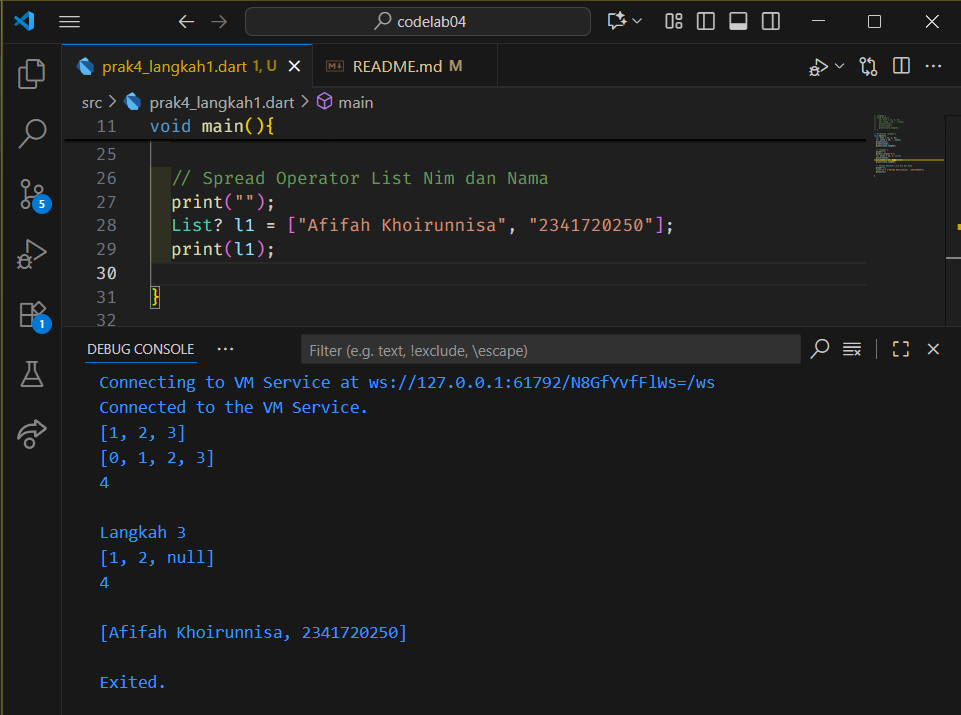 codelab04
prak4_langkah1.dart 1, U
README.md M
src > prak4_langkah1.dart > main
11 void main(){
25
26 // Spread Operator List Nim dan Nama
27 print("");
28 List? l1 = ["Afifah Khoirunnisa", "2341720250"];
29 print(l1);
30
31 }
32
5
1
DEBUG CONSOLE ...
Filter (e.g. text, !exclude, \escape)
Connecting to VM Service at ws://127.0.0.1:61792/N8GfYvfFlWs=/ws
Connected to the VM Service.
[1, 2, 3]
[0, 1, 2, 3]
4
Langkah 3
[1, 2, null]
4
[Afifah Khoirunnisa, 2341720250]
Exited.